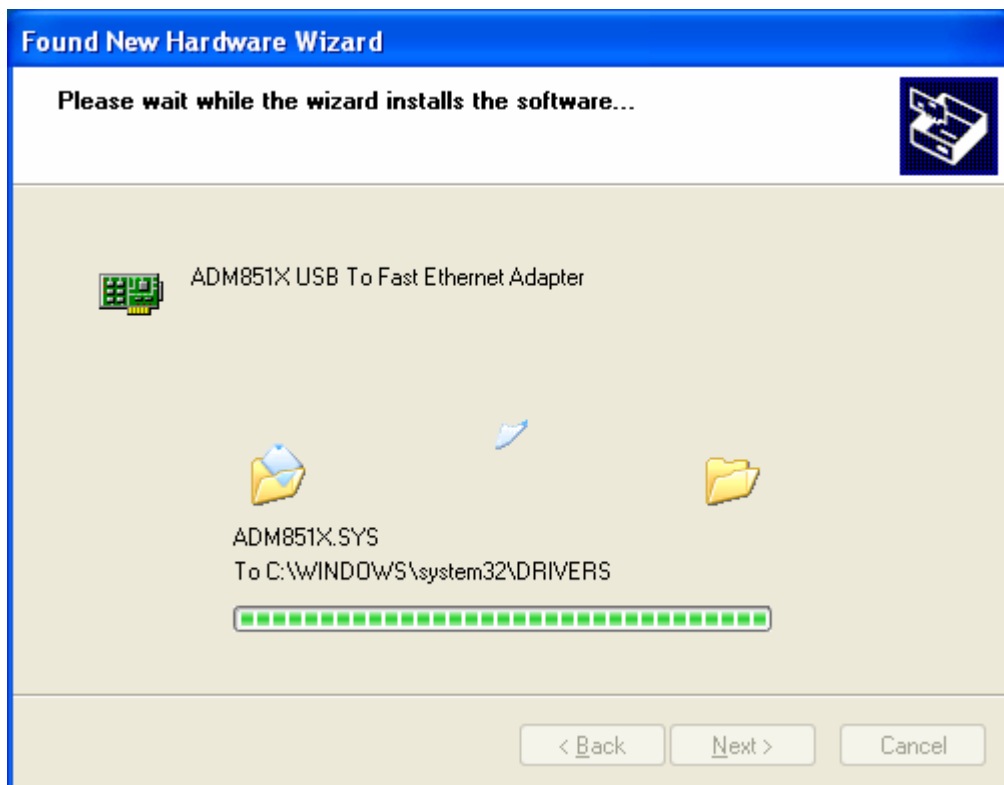 Found New Hardware Wizard
Please wait while the wizard installs the software...
ADM851X USB To Fast Ethernet Adapter
ADM851X.SYS
To C:\WINDOWS\system32\DRIVERS
< Back
Next >
Cancel